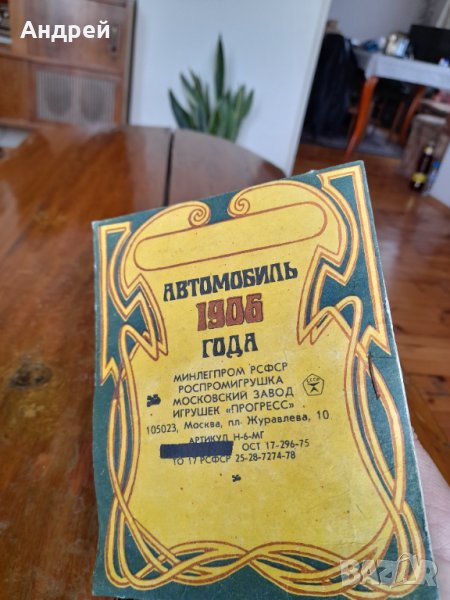 Андрей
АВТОМОБИЛЬ
1906
ГОДА
МИНЛЕГПРОМ РСФСР
РОСПРОМИГРУШКА
МОСКОВСКИЙ ЗАВОД
ИГРУШЕК «ПРОГРЕСС»
105023, Москва, пл. Журавлева, 10
АРТИКУЛ Н-6-МГ
ОСТ 17-296-75
ТО 17 РСФСР 25-28-7274-78
BAZAR